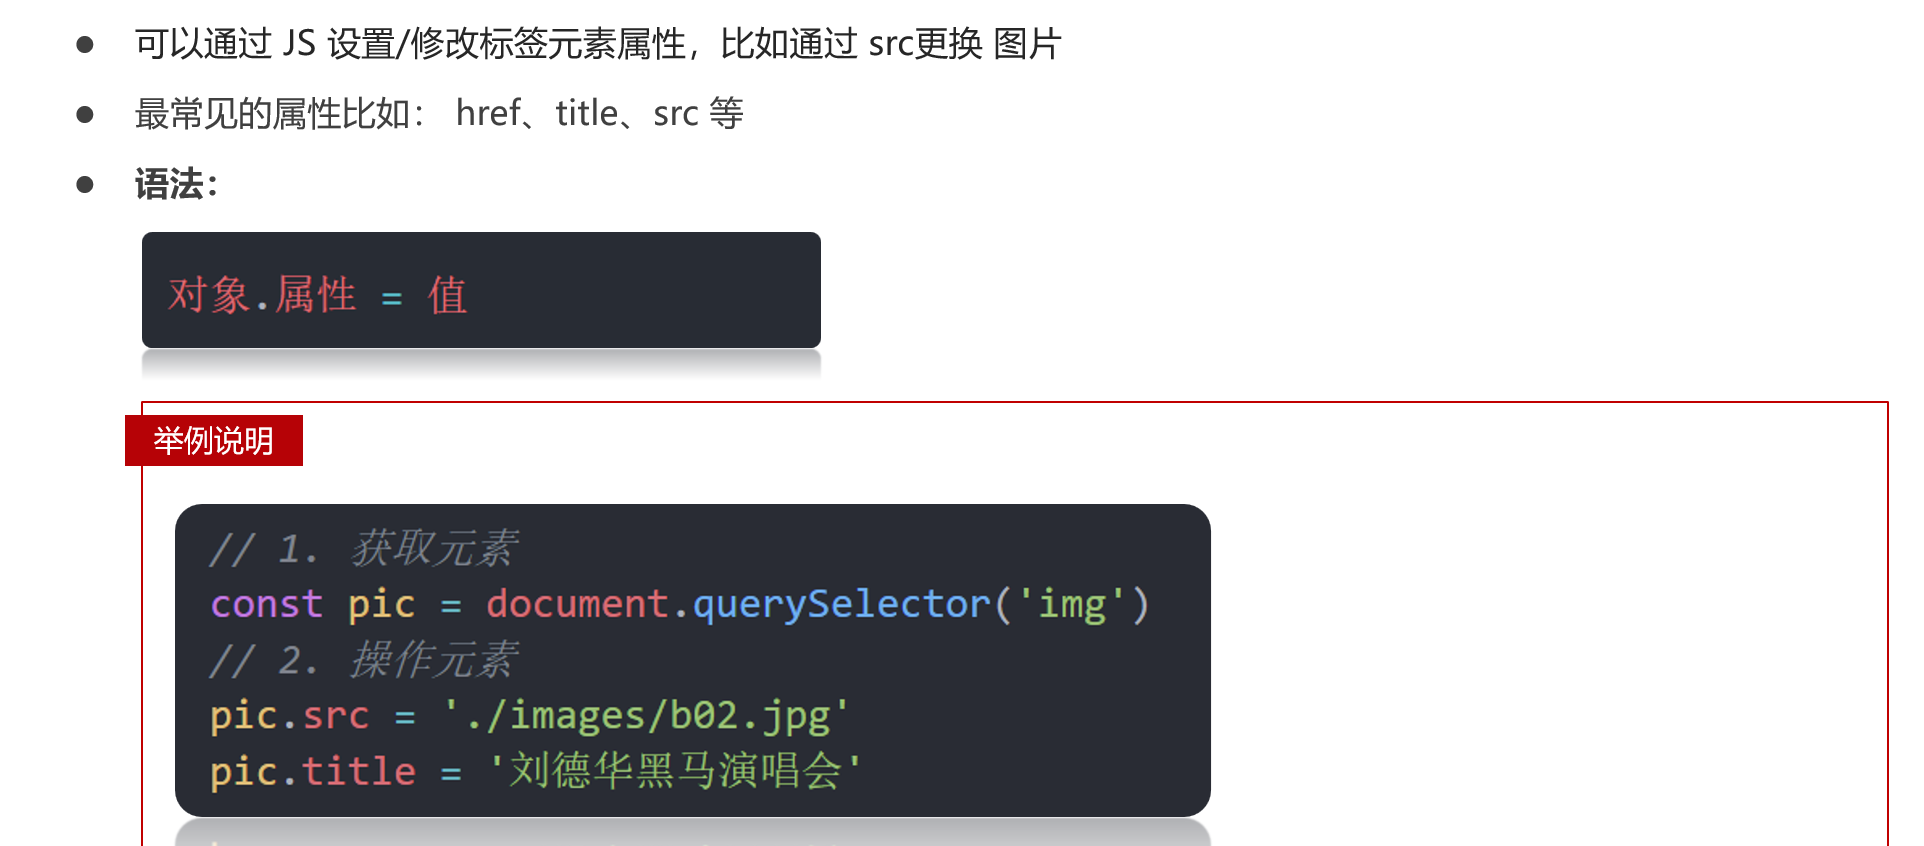 ● 可以通过 JS 设置/修改标签元素属性，比如通过 src更换 图片
● 最常见的属性比如： href、title、src 等
● 语法：
对象.属性 = 值
举例说明
// 1. 获取元素
const pic = document.querySelector('img')
// 2. 操作元素
pic.src = './images/b02.jpg'
pic.title = '刘德华黑马演唱会'